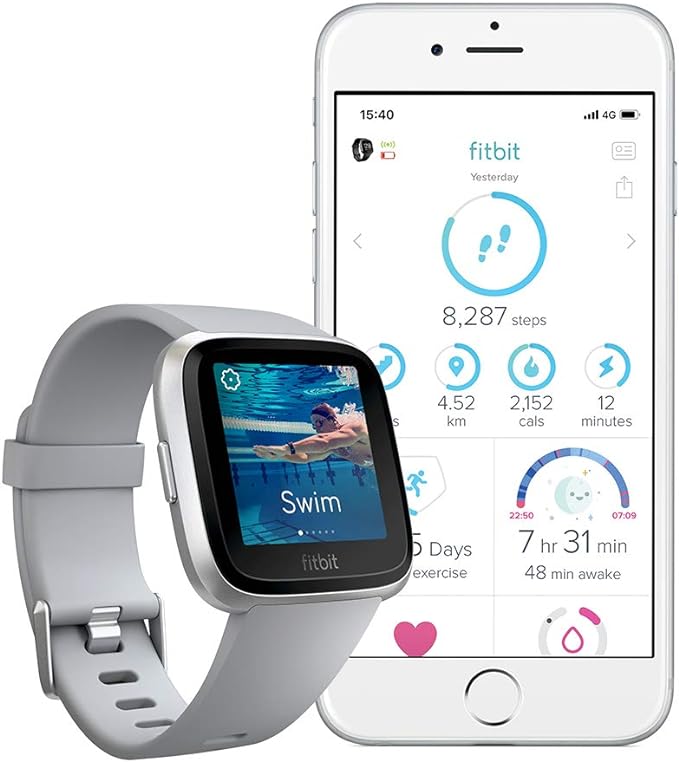 15:40
4G
fitbit
Yesterday
8,287 steps
4.52
km
2,152
cals
12
minutes
22:50
07:09
Days
exercise
7 hr 31 min
48 min awake
Swim
fitbit